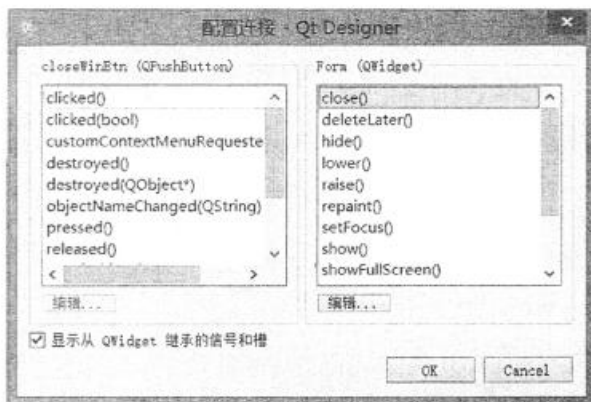 配置连接 - Qt Designer
closeWinBtn (QPushButton)
clicked()
clicked(bool)
customContextMenuRequeste
destroyed()
destroyed(QObject*)
objectNameChanged(QString)
pressed()
released()
编辑...
Form (QWidget)
close()
deleteLater()
hide()
lower()
raise()
repaint()
setFocus()
show()
showFullScreen()
编辑...
显示从 QWidget 继承的信号和槽
OK
Cancel